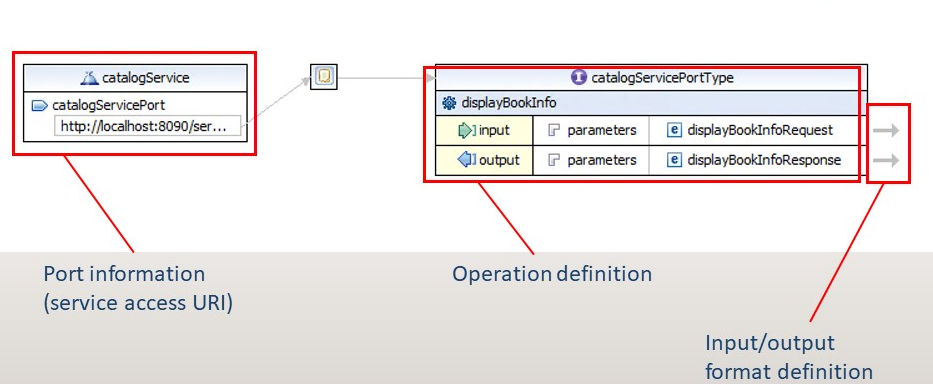 catalogService
catalogServicePort
http://localhost:8090/ser...
catalogServicePortType
displayBookInfo
input parameters displayBookInfoRequest
output parameters displayBookInfoResponse
Port information
(service access URI)
Operation definition
Input/output
format definition